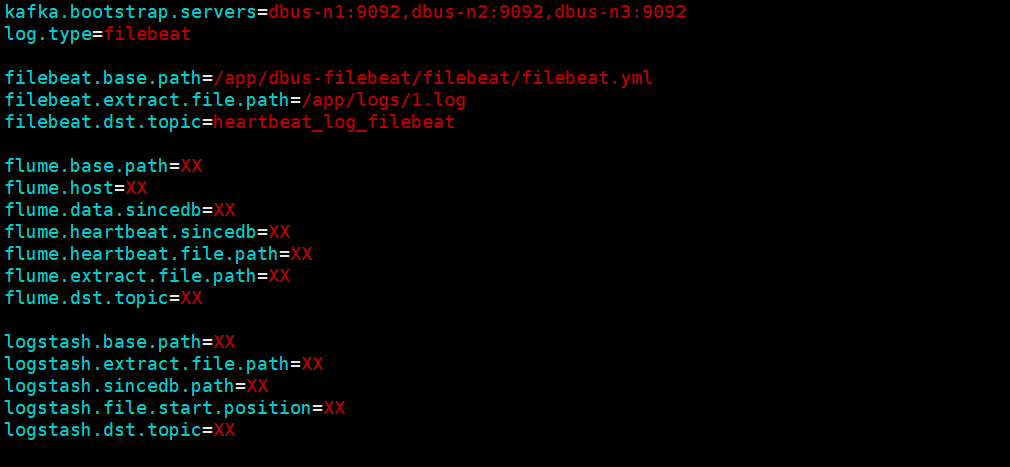 kafka.bootstrap.servers=dbus-n1:9092,dbus-n2:9092,dbus-n3:9092
log.type=filebeat
filebeat.base.path=/app/dbus-filebeat/filebeat/filebeat.yml
filebeat.extract.file.path=/app/logs/1.log
filebeat.dst.topic=heartbeat_log_filebeat
flume.base.path=XX
flume.host=XX
flume.data.sincedb=XX
flume.heartbeat.sincedb=XX
flume.heartbeat.file.path=XX
flume.extract.file.path=XX
flume.dst.topic=XX
logstash.base.path=XX
logstash.extract.file.path=XX
logstash.sincedb.path=XX
logstash.file.start.position=XX
logstash.dst.topic=XX